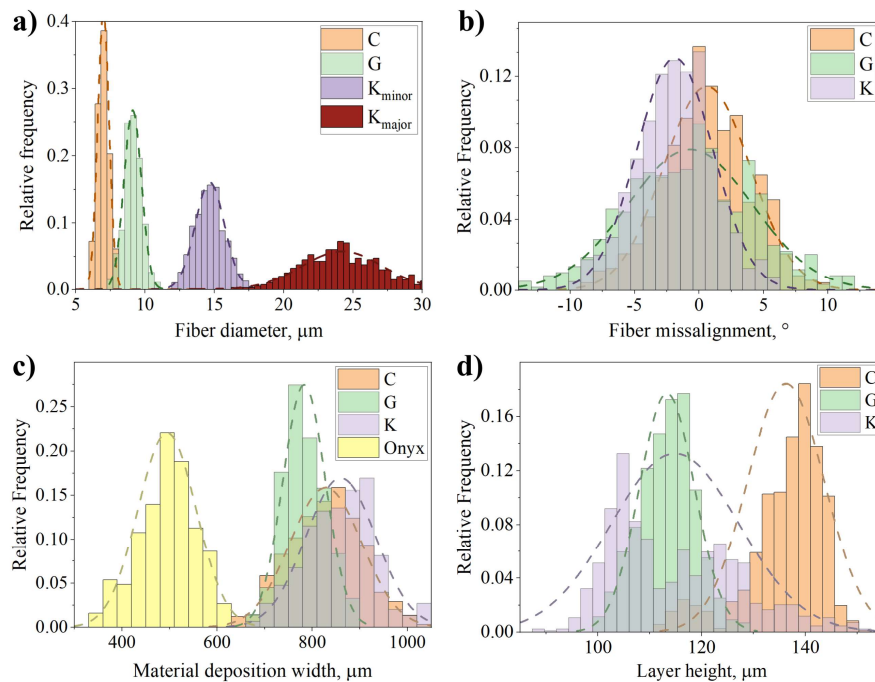 a)
C
G
K minor
K major
0.4
0.3
0.2
0.1
0.0
Relative frequency
5 10 15 20 25 30
Fiber diameter, μm
b)
C
G
K
0.12
0.08
0.04
0.00
Relative Frequency
-10 -5 0 5 10
Fiber missalignment, °
c)
C
G
K
Onyx
0.25
0.20
0.15
0.10
0.05
0.00
Relative Frequency
400 600 800 1000
Material deposition width, μm
d)
C
G
K
0.16
0.12
0.08
0.04
0.00
Relative Frequency
100 120 140
Layer height, μm